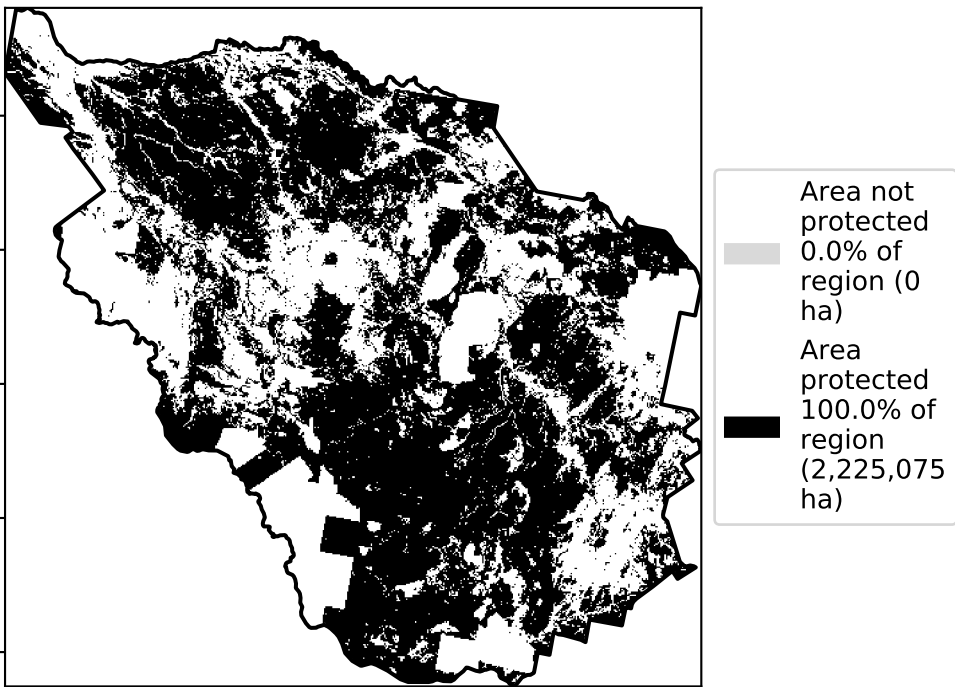 Area not
protected
0.0% of
region (0
ha)
Area
protected
100.0% of
region
(2,225,075
ha)